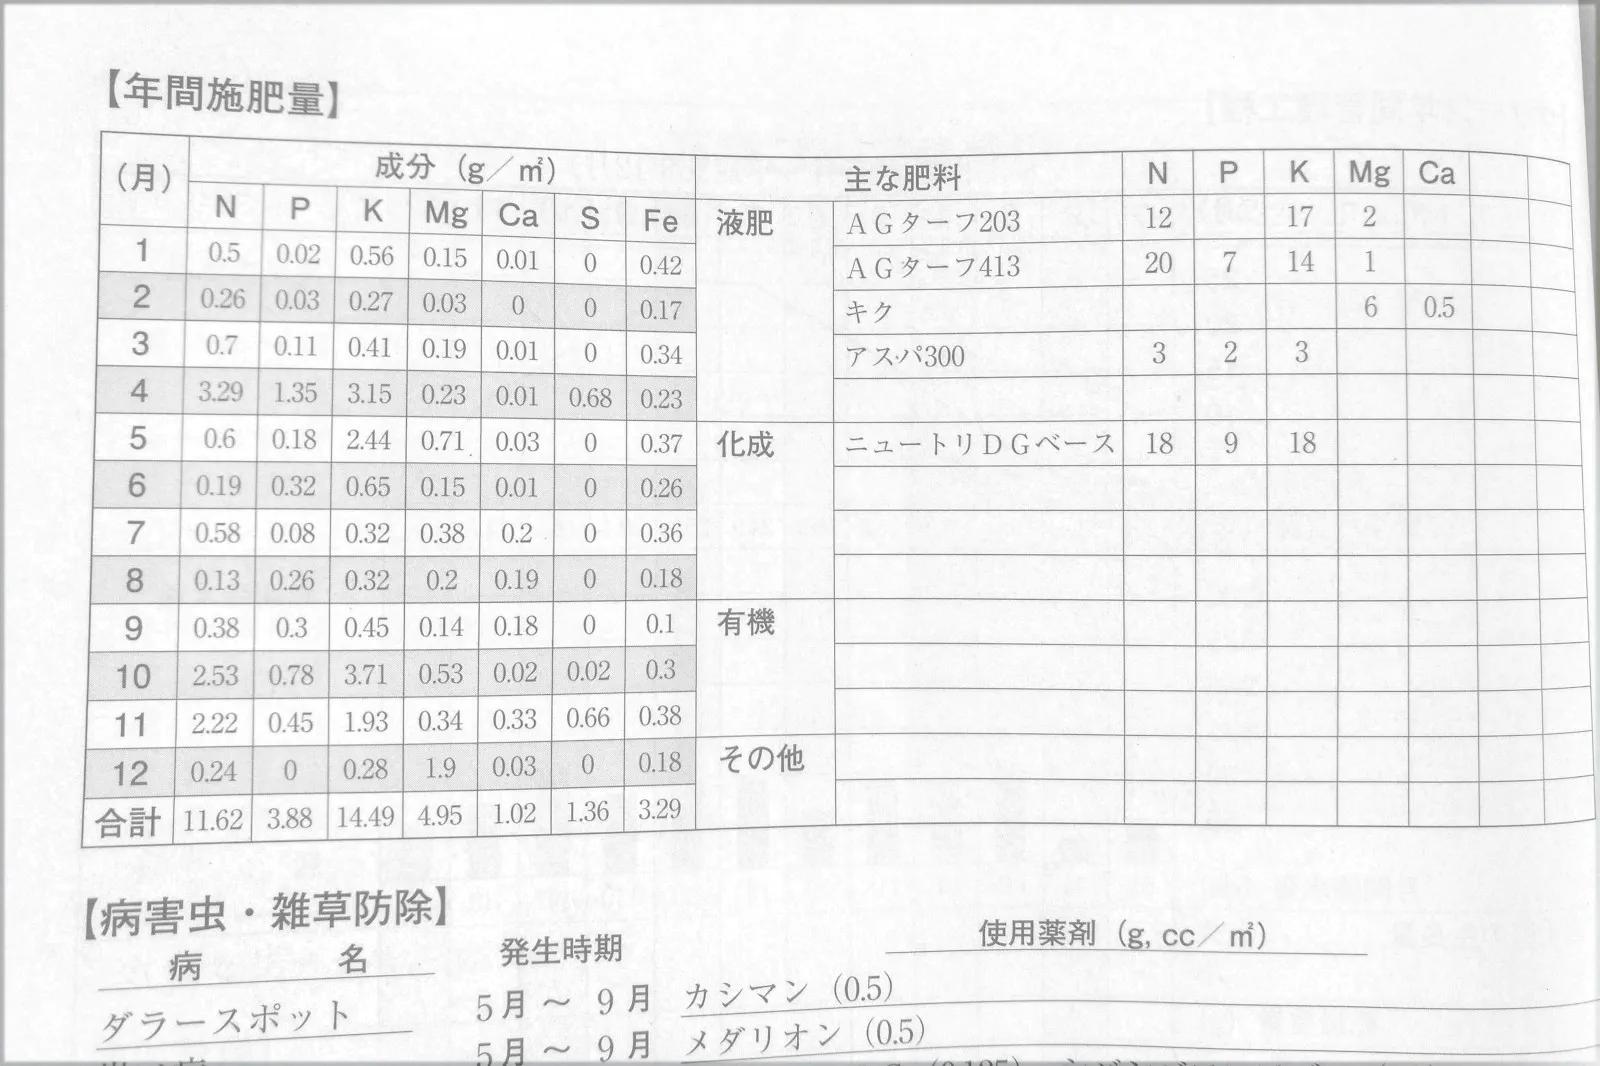 【年間施肥量】
(月) 成分(g/㎡) 主な肥料 N P K Mg Ca
N P K Mg Ca S Fe
液肥 AGターフ203 12 17 2
1 0.5 0.02 0.56 0.15 0.01 0 0.42 AGターフ413 20 7 14 1
2 0.26 0.03 0.27 0.03 0 0 0.17 キク 6 0.5
3 0.7 0.11 0.41 0.19 0.01 0 0.34 アスパ300 3 2 3
4 3.29 1.35 3.15 0.23 0.01 0.68 0.23
5 0.6 0.18 2.44 0.71 0.03 0 0.37 化成 ニュートリDGベース 18 9 18
6 0.19 0.32 0.65 0.15 0.01 0 0.26
7 0.58 0.08 0.32 0.38 0.2 0 0.36
8 0.13 0.26 0.32 0.2 0.19 0 0.18
9 0.38 0.3 0.45 0.14 0.18 0 0.1 有機
10 2.53 0.78 3.71 0.53 0.02 0.02 0.3
11 2.22 0.45 1.93 0.34 0.33 0.66 0.38
12 0.24 0 0.28 1.9 0.03 0 0.18 その他
合計 11.62 3.88 14.49 4.95 1.02 1.36 3.29
【病害虫・雑草防除】
病名 発生時期 使用薬剤(g, cc/㎡)
ダラースポット 5月～9月 カシマン(0.5)
5月～9月 メダリオン(0.5)